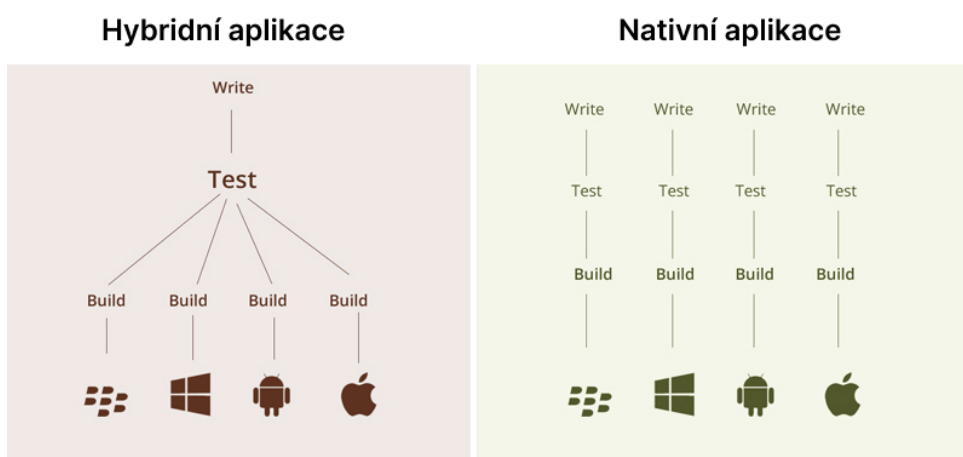 Hybridní aplikace
Write
Test
Build Build Build Build
Nativní aplikace
Write Write Write Write
Test Test Test Test
Build Build Build Build